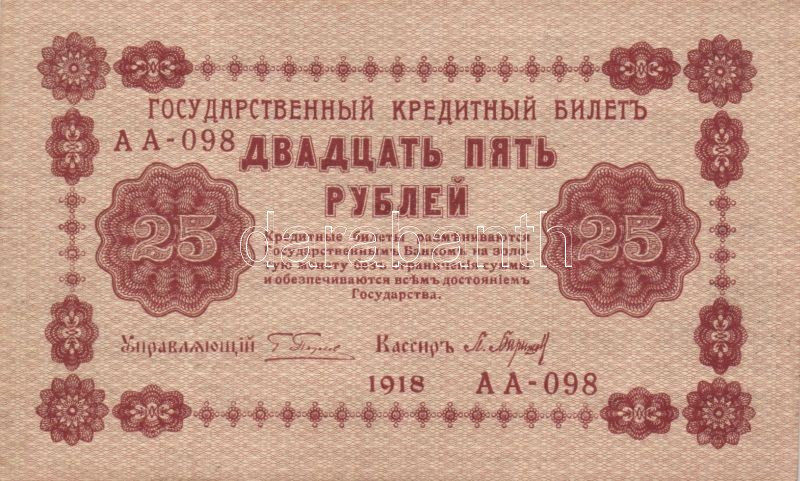 ГОСУДАРСТВЕННЫЙ КРЕДИТНЫЙ БИЛЕТЪ
АА-098
ДВАДЦАТЬ ПЯТЬ
РУБЛЕЙ
25
25
Кредитные билеты размѣниваются
Государственнымъ Банкомъ на золо-
тую монету безъ ограниченія суммы
и обезпечиваются всѣмъ достояніемъ
Государства.
darabanth
Управляющій
Кассиръ
1918 АА-098